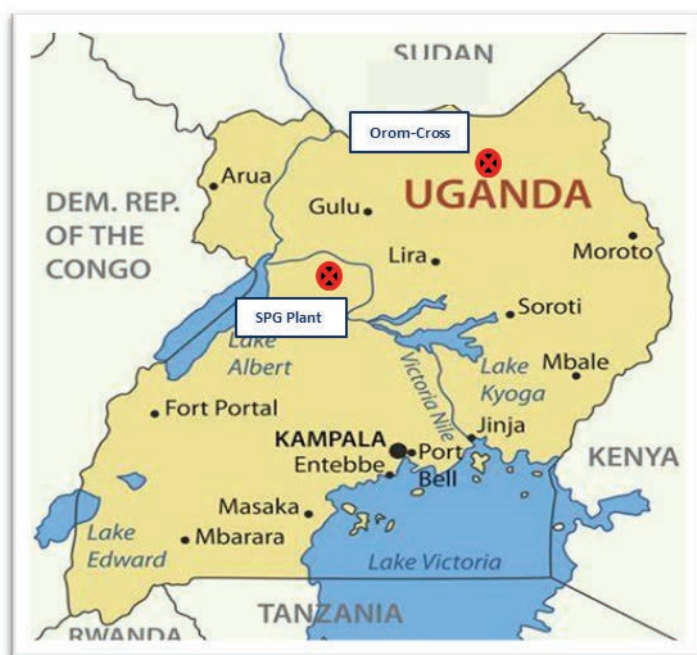 SUDAN
Orom-Cross
Arua
UGANDA
DEM. REP.
OF THE
CONGO
Gulu
Moroto
Lira
SPG Plant
Soroti
Lake
Albert
Mbale
Lake
Kyoga
Victoria Nile
Fort Portal
Jinja
KAMPALA
Port
Bell
Entebbe
KENYA
Masaka
Lake
Edward
Mbarara
Lake Victoria
TANZANIA
RWANDA